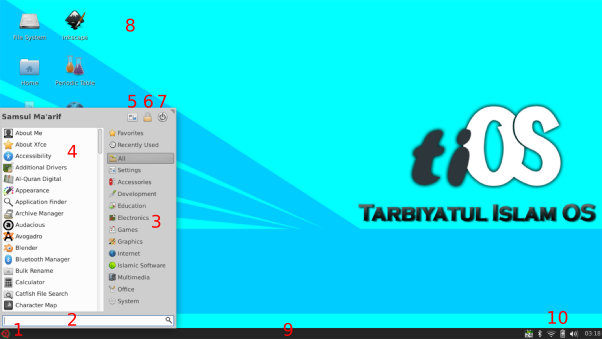 8
File System
Inkscape
Home
Periodic Table
5 6 7
Samsul Ma'arif
About Me
About Xfce
Accessibility
Additional Drivers
Al-Quran Digital
Appearance
Application Finder
Archive Manager
Audacious
Avogadro
Blender
Bluetooth Manager
Bulk Rename
Calculator
Catfish File Search
Character Map
4
Favorites
Recently Used
All
Settings
Accessories
Development
Education
Electronics
Games
Graphics
Internet
Islamic Software
Multimedia
Office
System
3
2
tiOS
TARBIYATUL ISLAM OS
1
9
10
03:18